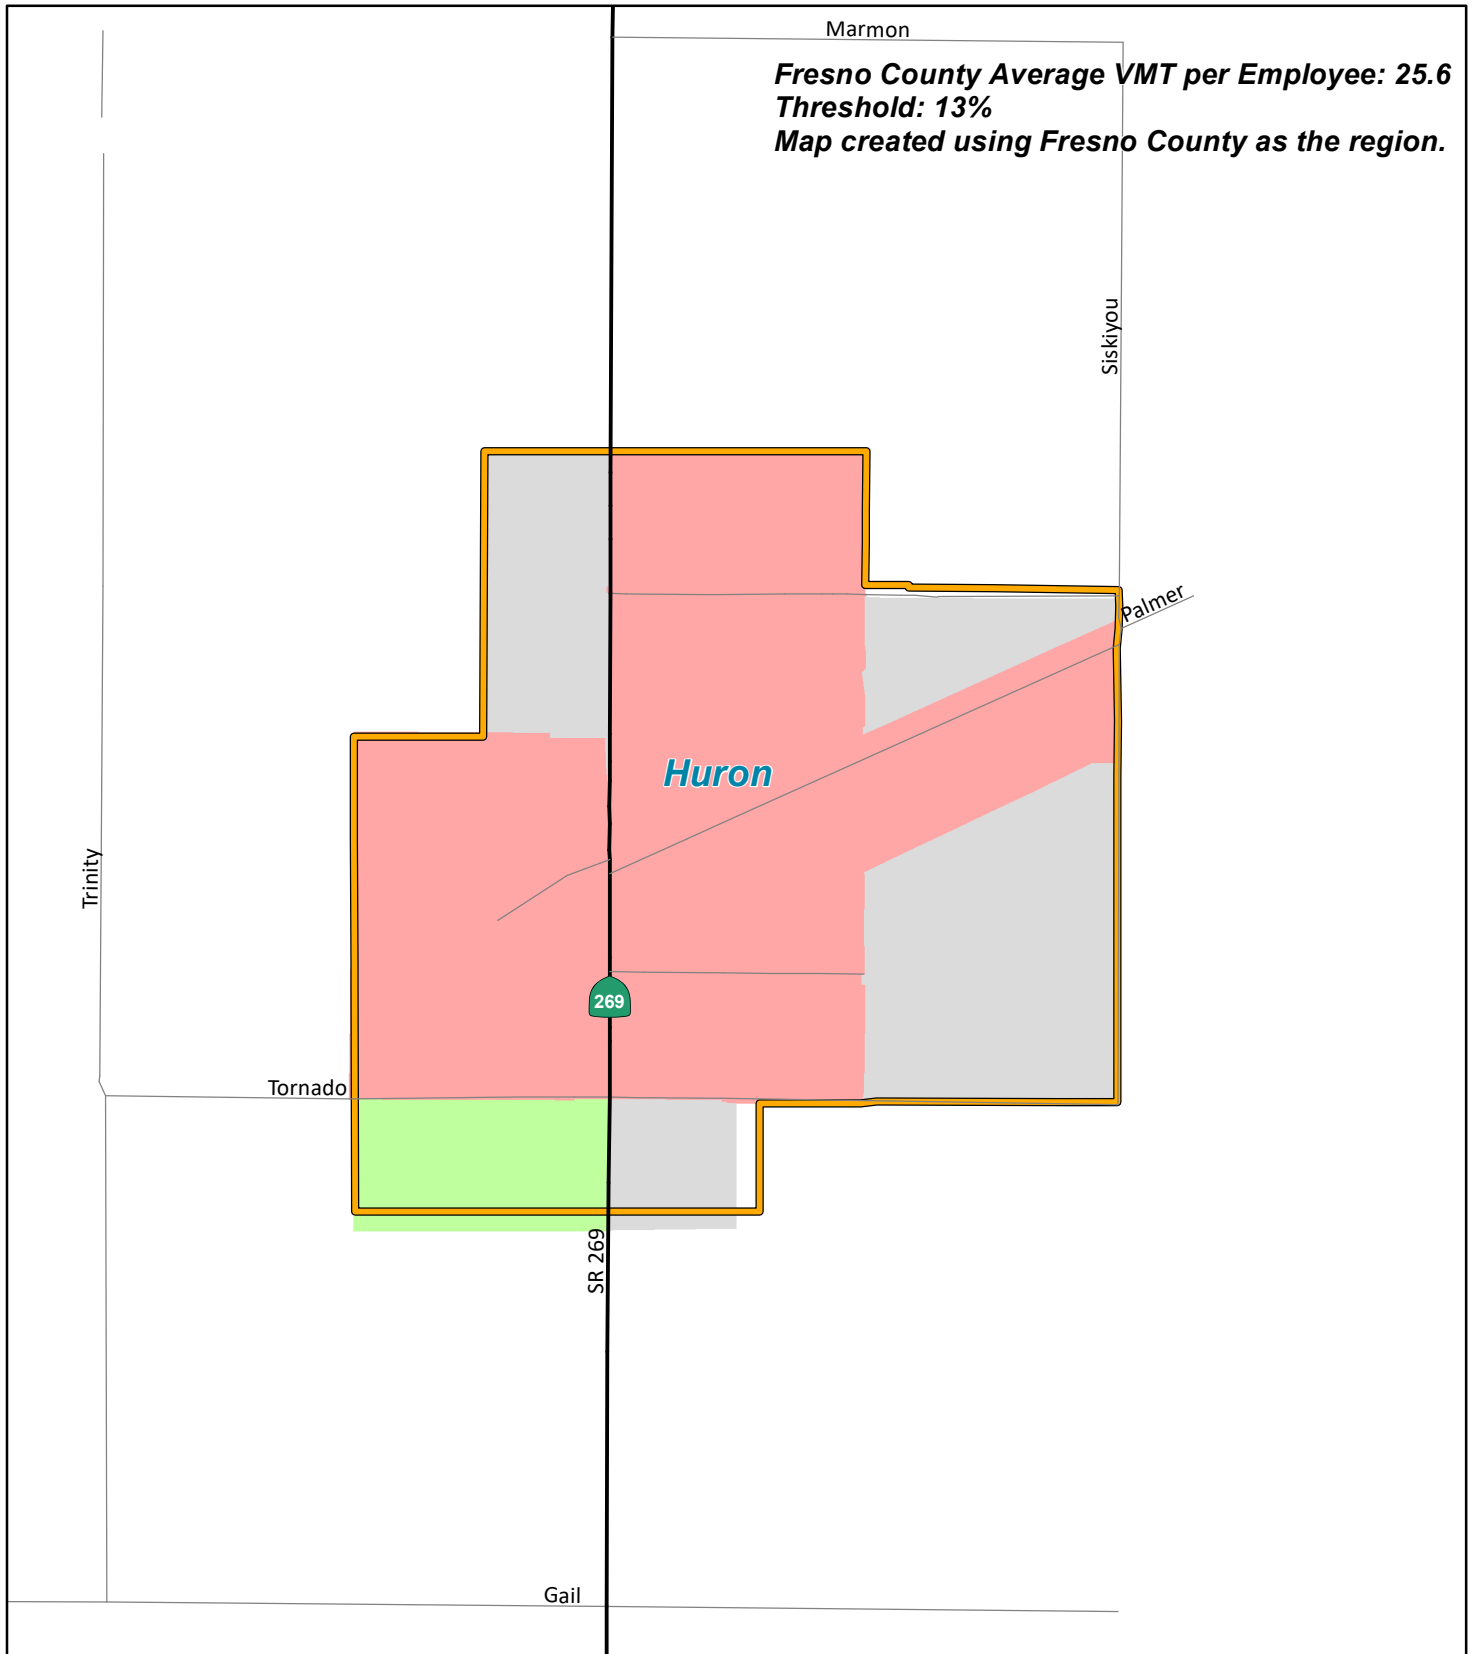 Marmon
Fresno County Average VMT per Employee: 25.6
Threshold: 13%
Map created using Fresno County as the region.
Siskiyou
Palmer
Huron
Trinity
269
Tornado
SR 269
Gail